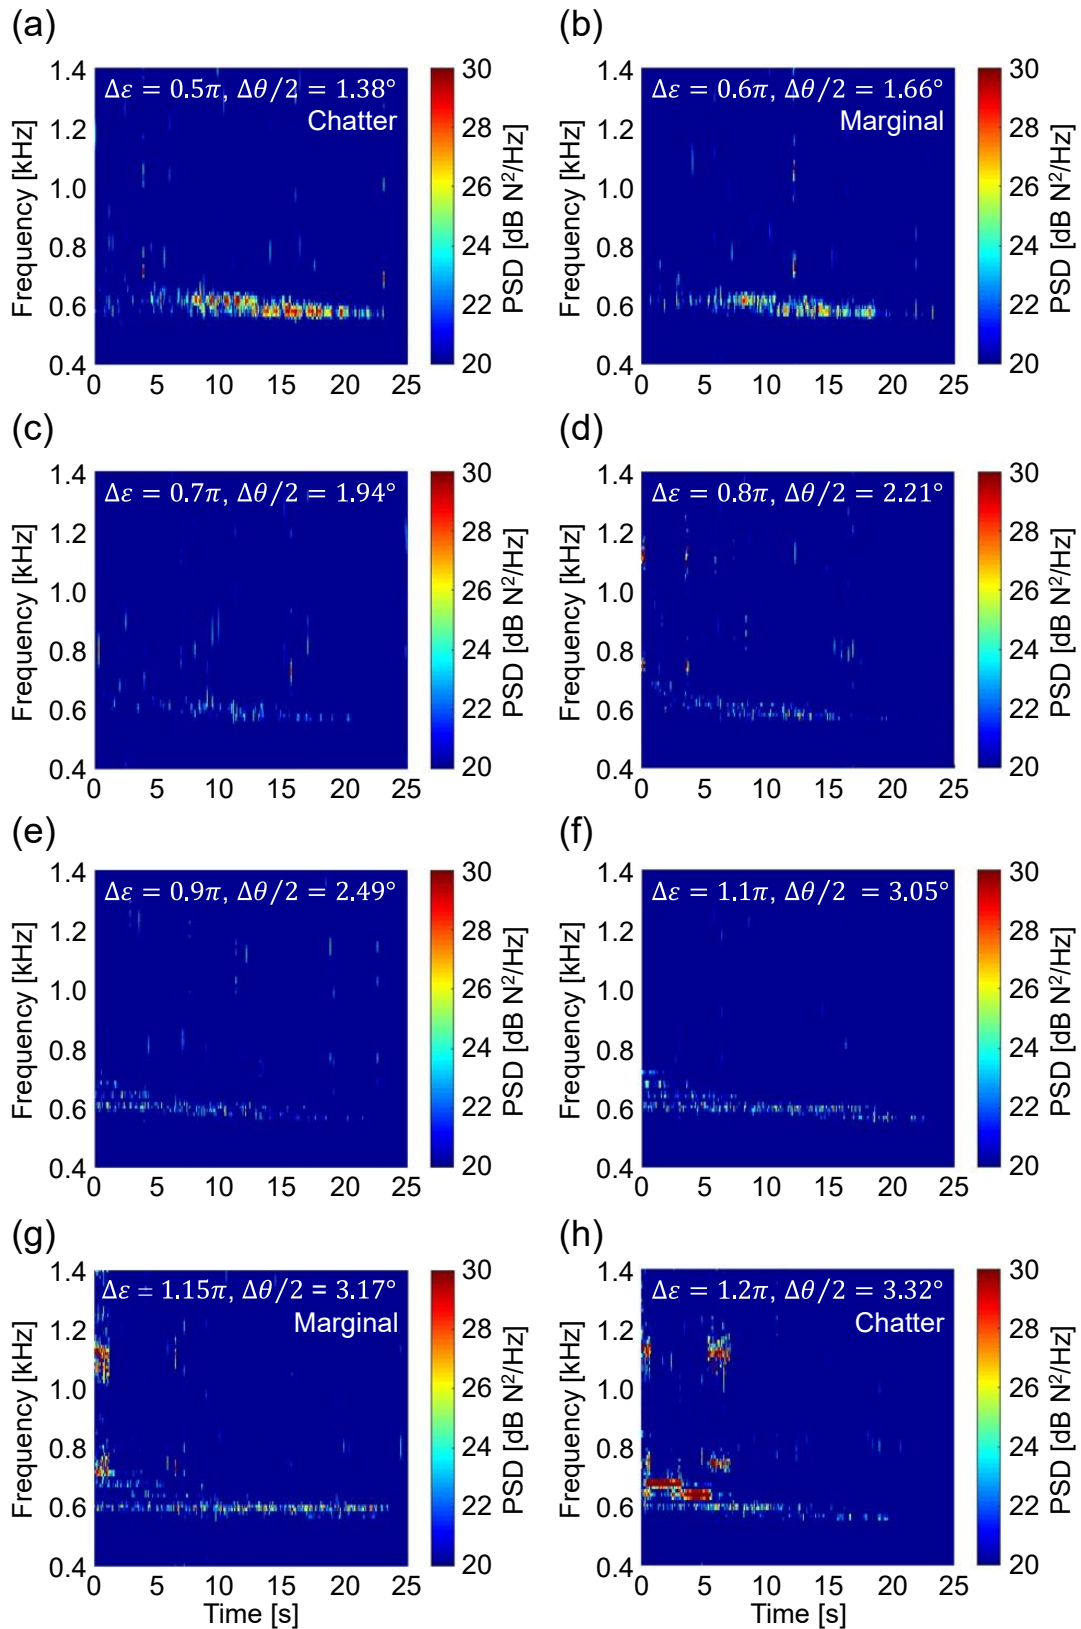 (a)
(b)
1.4
1.2
1.0
0.8
0.6
0.4
Frequency [kHz]
Δε = 0.5π, Δθ/2 = 1.38°
Chatter
0 5 10 15 20 25
30
28
26
24
22
20
PSD [dB N²/Hz]
1.4
1.2
1.0
0.8
0.6
0.4
Frequency [kHz]
Δε = 0.6π, Δθ/2 = 1.66°
Marginal
0 5 10 15 20 25
30
28
26
24
22
20
PSD [dB N²/Hz]
(c)
(d)
1.4
1.2
1.0
0.8
0.6
0.4
Frequency [kHz]
Δε = 0.7π, Δθ/2 = 1.94°
0 5 10 15 20 25
30
28
26
24
22
20
PSD [dB N²/Hz]
1.4
1.2
1.0
0.8
0.6
0.4
Frequency [kHz]
Δε = 0.8π, Δθ/2 = 2.21°
0 5 10 15 20 25
30
28
26
24
22
20
PSD [dB N²/Hz]
(e)
(f)
1.4
1.2
1.0
0.8
0.6
0.4
Frequency [kHz]
Δε = 0.9π, Δθ/2 = 2.49°
0 5 10 15 20 25
30
28
26
24
22
20
PSD [dB N²/Hz]
1.4
1.2
1.0
0.8
0.6
0.4
Frequency [kHz]
Δε = 1.1π, Δθ/2 = 3.05°
0 5 10 15 20 25
30
28
26
24
22
20
PSD [dB N²/Hz]
(g)
(h)
1.4
1.2
1.0
0.8
0.6
0.4
Frequency [kHz]
Δε = 1.15π, Δθ/2 = 3.17°
Marginal
0 5 10 15 20 25
Time [s]
30
28
26
24
22
20
PSD [dB N²/Hz]
1.4
1.2
1.0
0.8
0.6
0.4
Frequency [kHz]
Δε = 1.2π, Δθ/2 = 3.32°
Chatter
0 5 10 15 20 25
Time [s]
30
28
26
24
22
20
PSD [dB N²/Hz]